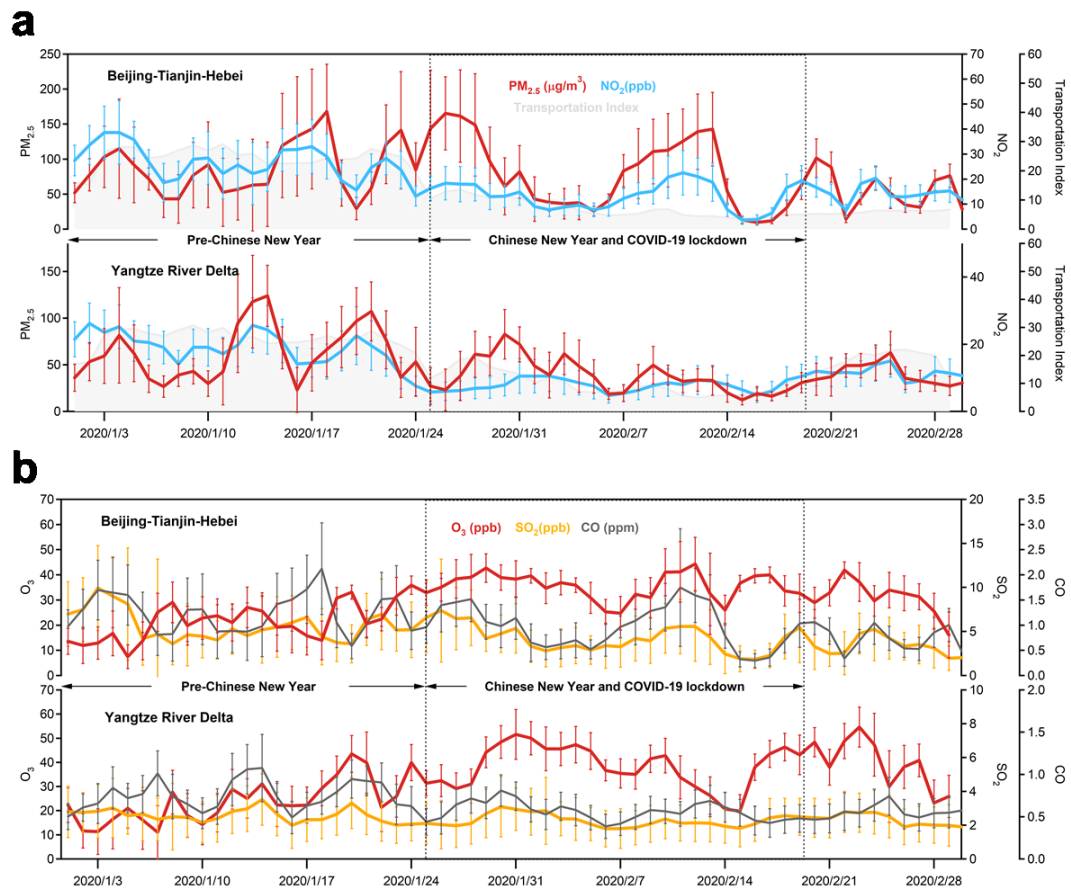 a
250
200
150
100
50
0
PM2.5
Beijing-Tianjin-Hebei
PM2.5 (μg/m3) NO2(ppb)
Transportation Index
70
60
50
40
30
20
10
0
NO2
60
50
40
30
20
10
0
Transportation Index
Pre-Chinese New Year
Chinese New Year and COVID-19 lockdown
150
100
50
0
PM2.5
Yangtze River Delta
40
20
0
NO2
60
50
40
30
20
10
0
Transportation Index
2020/1/3 2020/1/10 2020/1/17 2020/1/24 2020/1/31 2020/2/7 2020/2/14 2020/2/21 2020/2/28
b
70
60
50
40
30
20
10
0
O3
Beijing-Tianjin-Hebei
O3 (ppb) SO2(ppb) CO (ppm)
20
15
10
5
0
SO2
3.5
3.0
2.5
2.0
1.5
1.0
0.5
0.0
CO
Pre-Chinese New Year
Chinese New Year and COVID-19 lockdown
70
60
50
40
30
20
10
0
O3
Yangtze River Delta
10
8
6
4
2
0
SO2
2.0
1.5
1.0
0.5
0.0
CO
2020/1/3 2020/1/10 2020/1/17 2020/1/24 2020/1/31 2020/2/7 2020/2/14 2020/2/21 2020/2/28